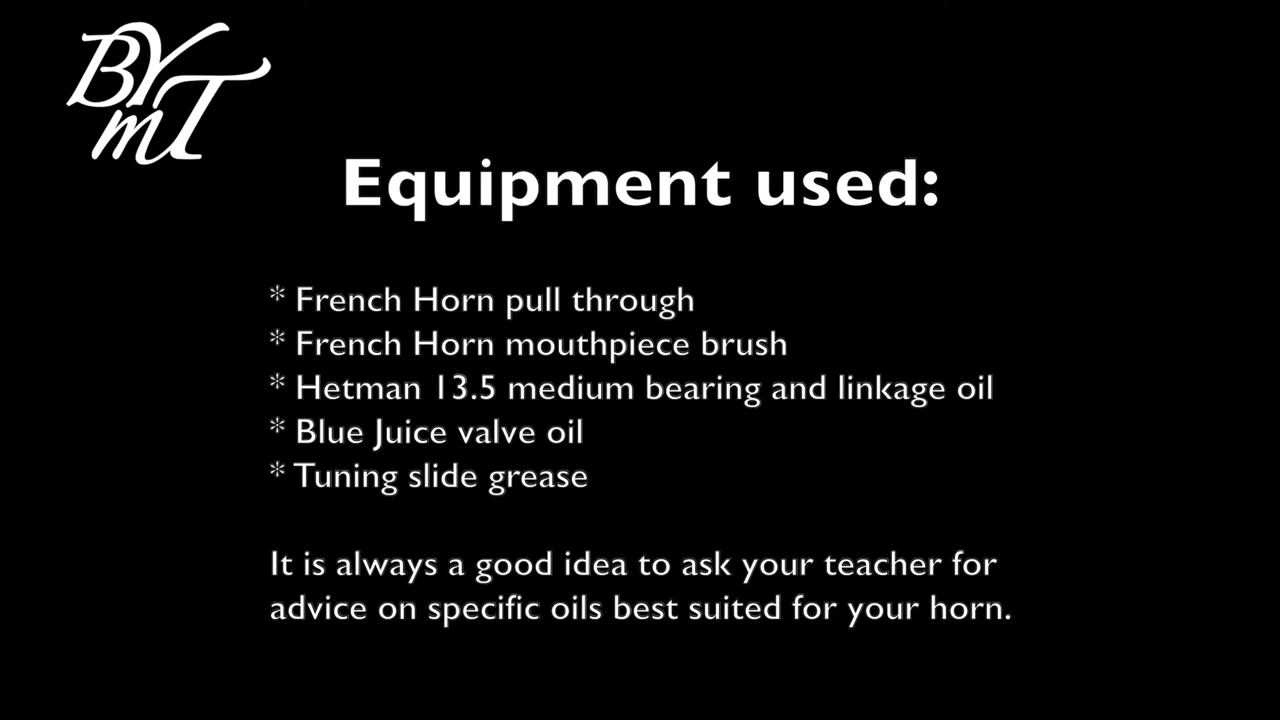 BYMT
Equipment used:
* French Horn pull through
* French Horn mouthpiece brush
* Hetman 13.5 medium bearing and linkage oil
* Blue Juice valve oil
* Tuning slide grease
It is always a good idea to ask your teacher for
advice on specific oils best suited for your horn.